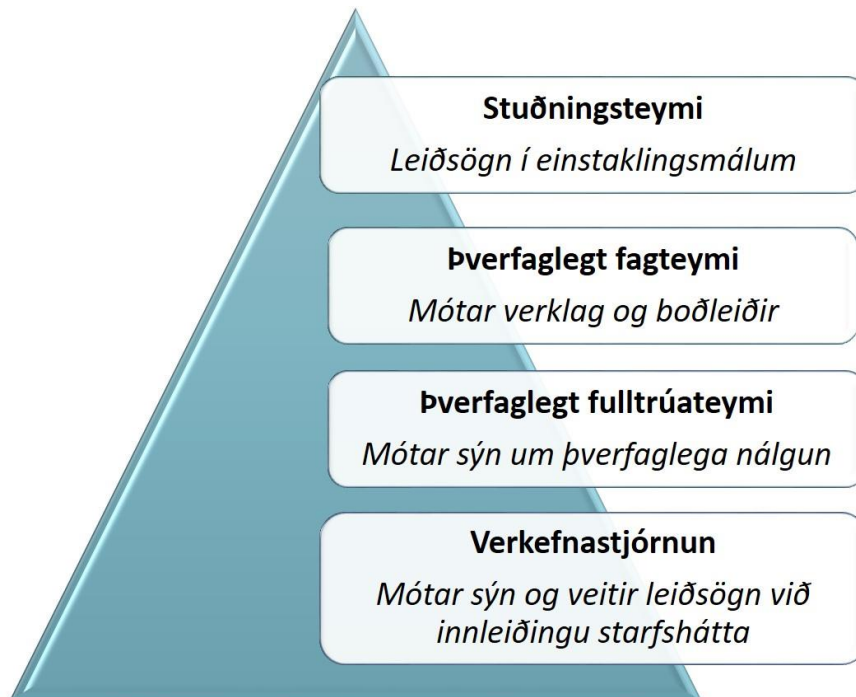 Stuðningsteymi
Leiðsögn í einstaklingsmálum
Þverfaglegt fagteymi
Mótar verklag og boðleiðir
Þverfaglegt fulltrúateymi
Mótar sýn um þverfaglega nálgun
Verkefnastjórnun
Mótar sýn og veitir leiðsögn við
innleiðingu starfshátta